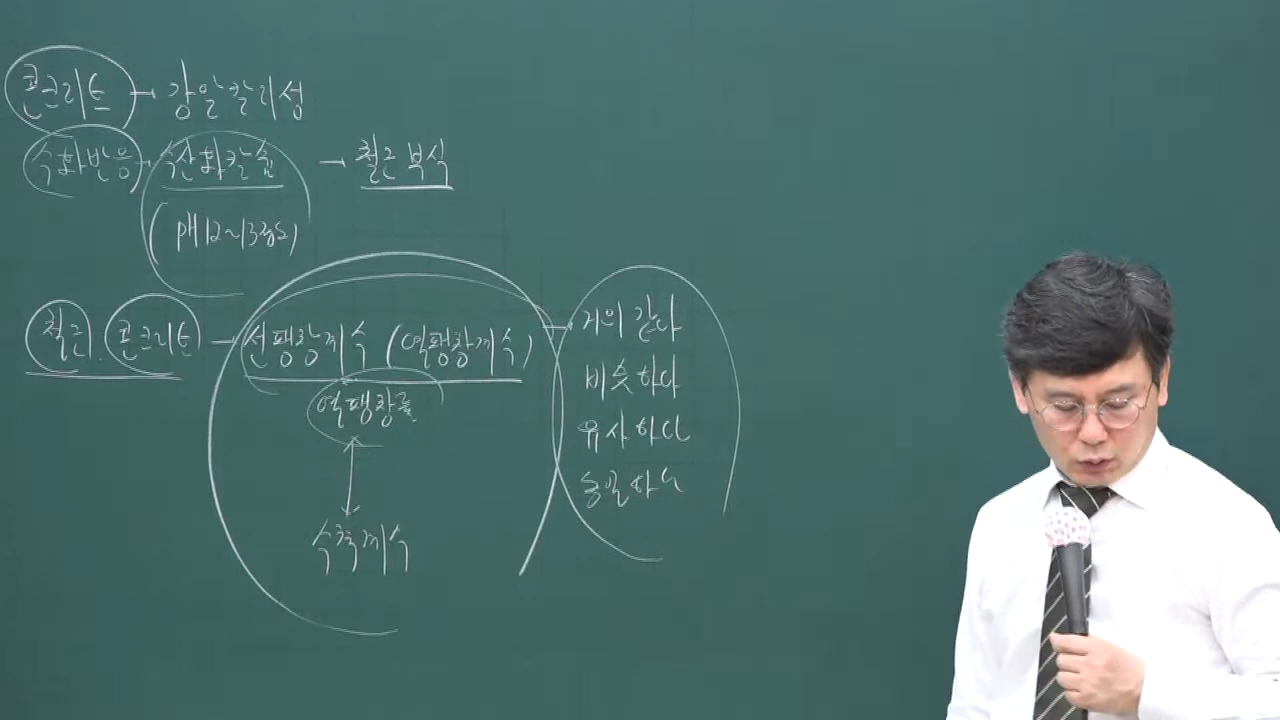 콘크리트 → 강알칼리성
수화반응 → 수산화칼슘 → 철근 부식
(pH 12~13정도)
철근, 콘크리트 → 선팽창계수 (열팽창계수) → 거의 같다
비슷하다
열팽창률
유사하다
동일하다
수축계수